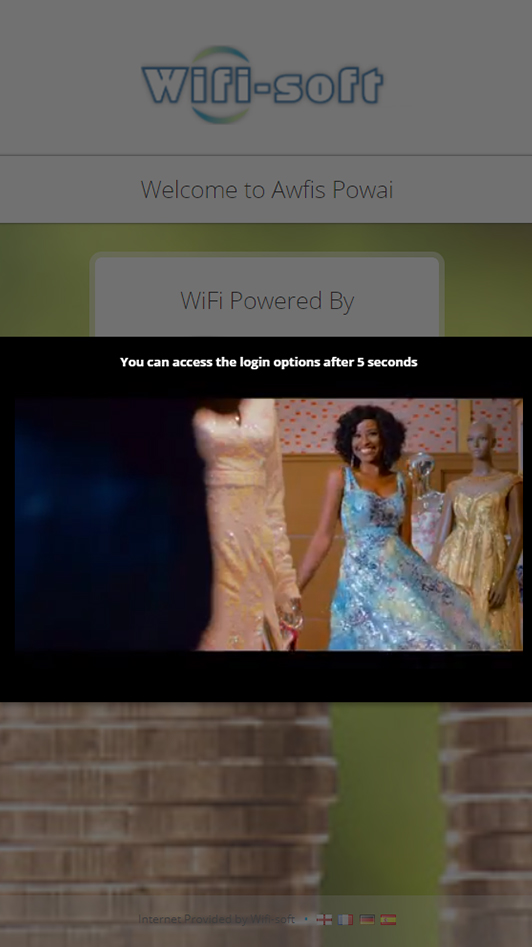 Wifi-soft
Welcome to Awfis Powai
WiFi Powered By
You can access the login options after 5 seconds
Internet Provided by Wifi-soft •